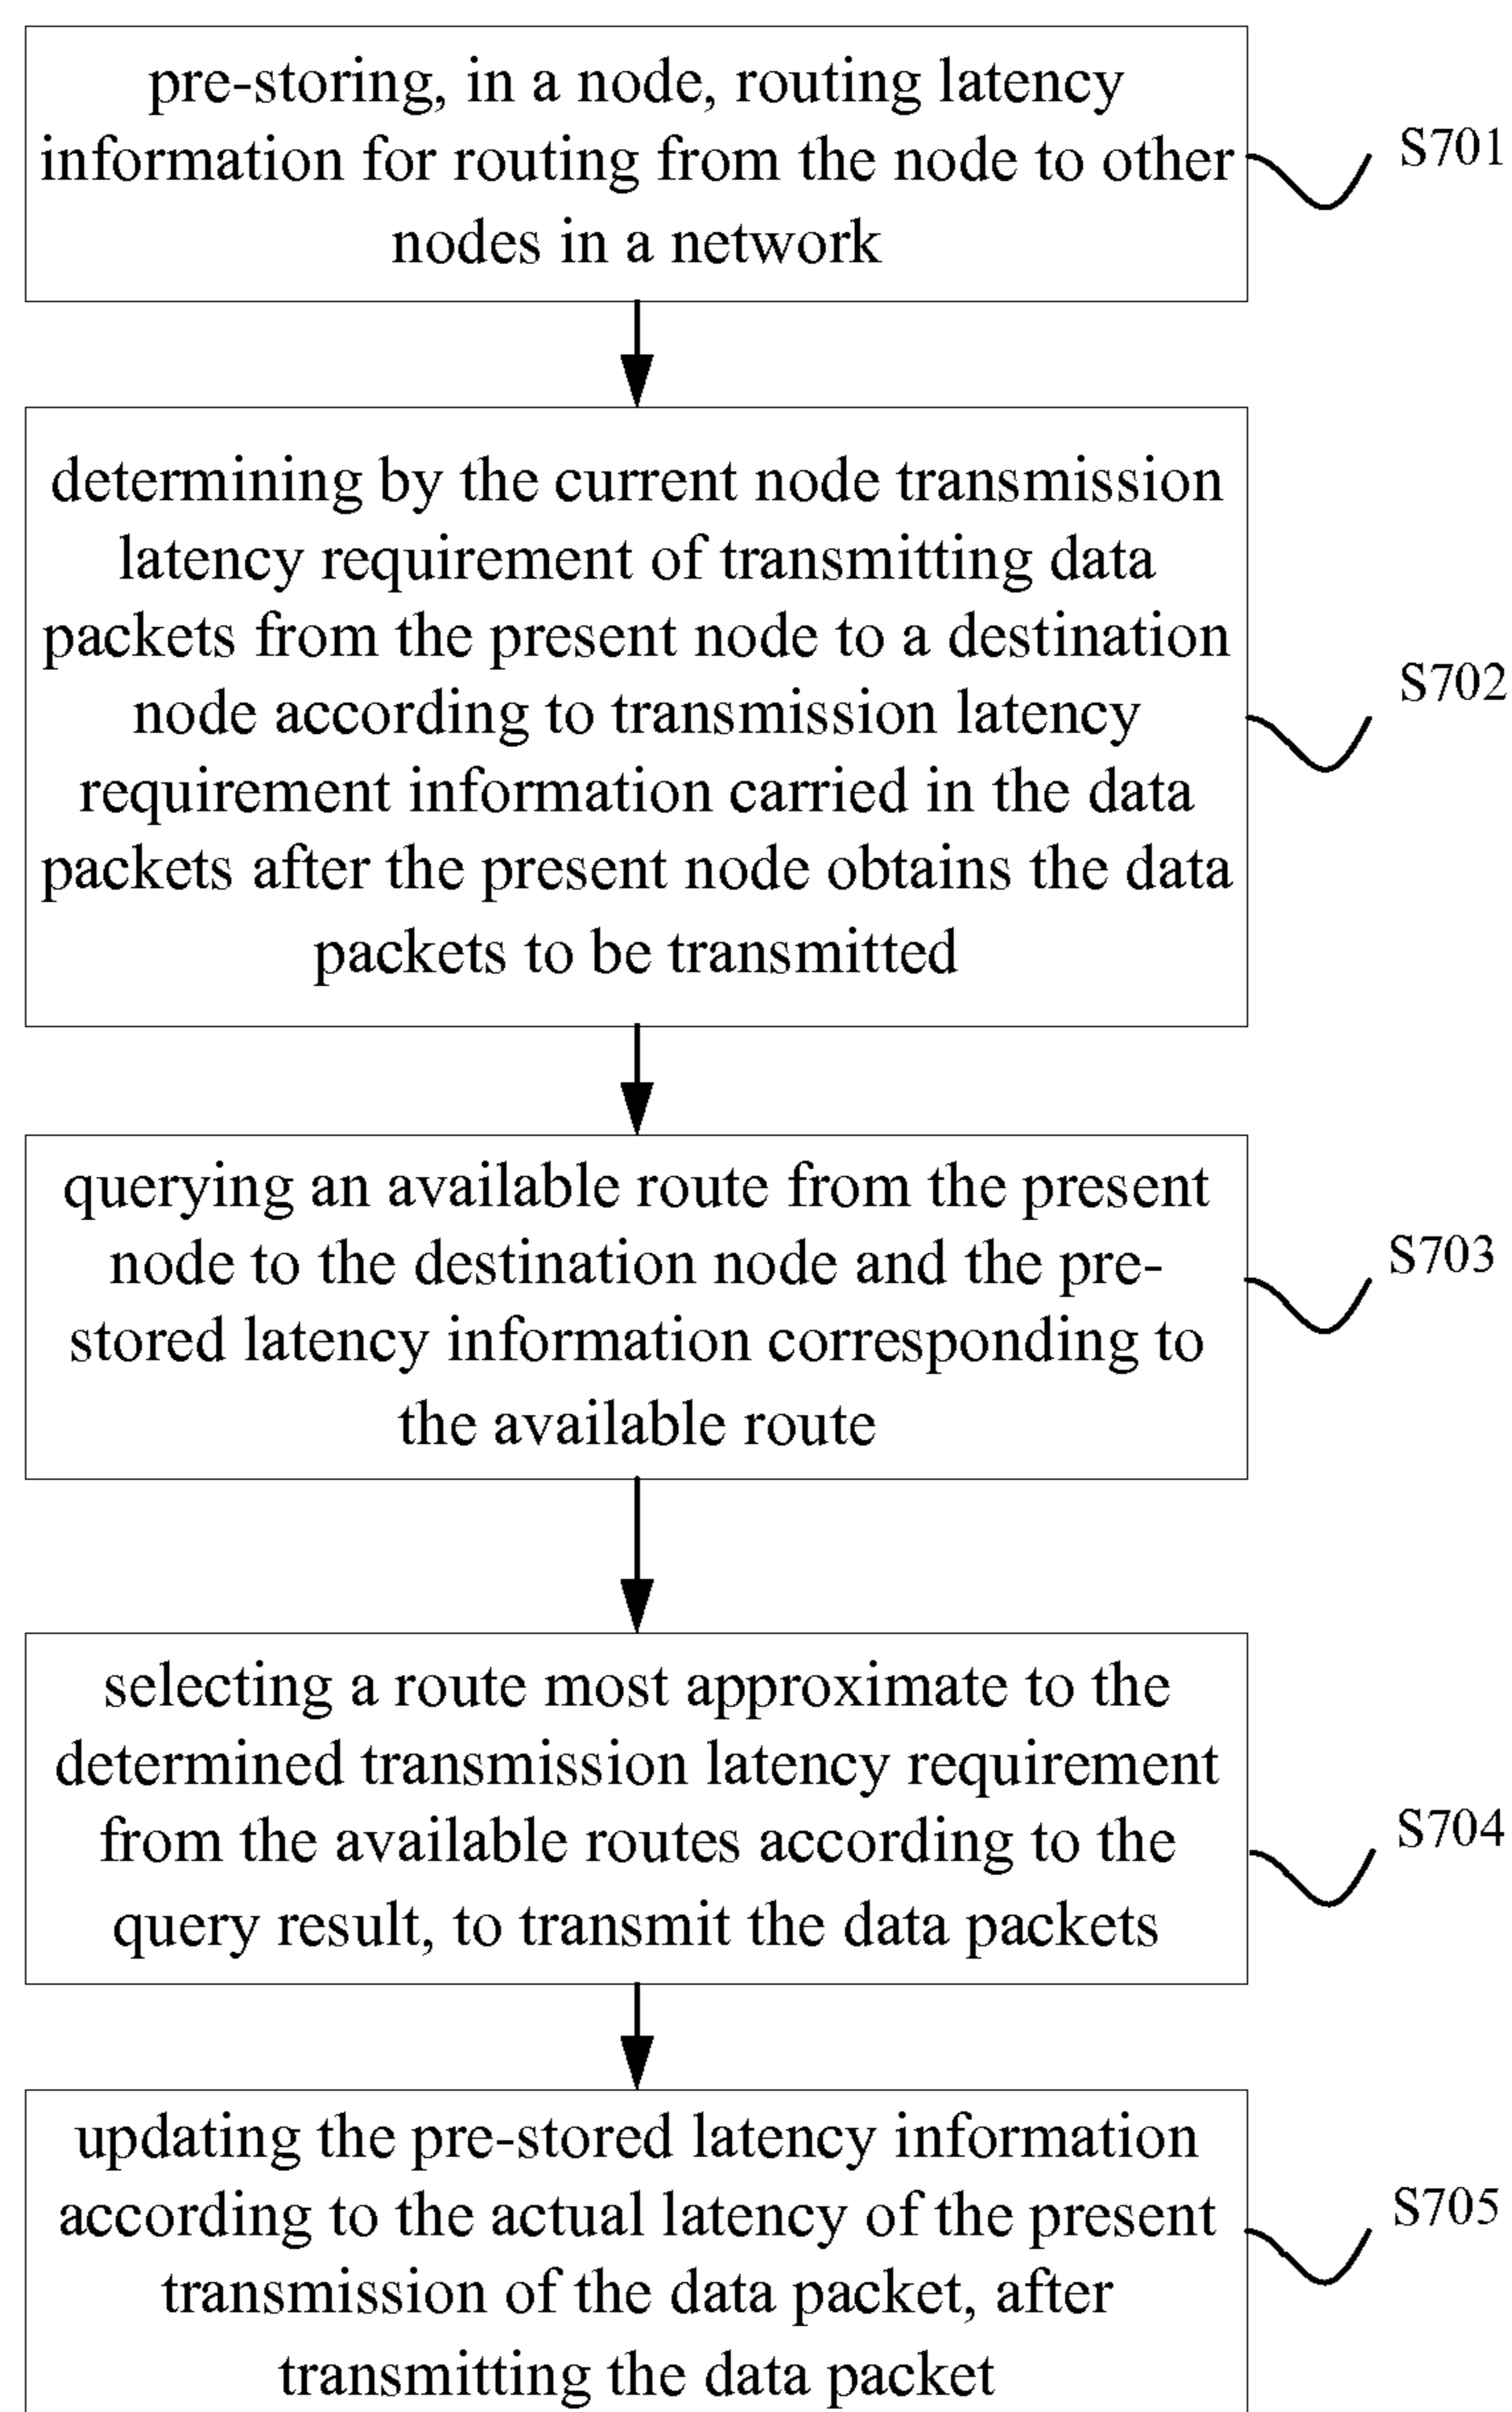 pre-storing, in a node, routing latency
information for routing from the node to other
nodes in a network
S701
determining by the current node transmission
latency requirement of transmitting data
packets from the present node to a destination
node according to transmission latency
requirement information carried in the data
packets after the present node obtains the data
packets to be transmitted
S702
querying an available route from the present
node to the destination node and the pre-
stored latency information corresponding to
the available route
S703
selecting a route most approximate to the
determined transmission latency requirement
from the available routes according to the
query result, to transmit the data packets
S704
updating the pre-stored latency information
according to the actual latency of the present
transmission of the data packet, after
transmitting the data packet
S705